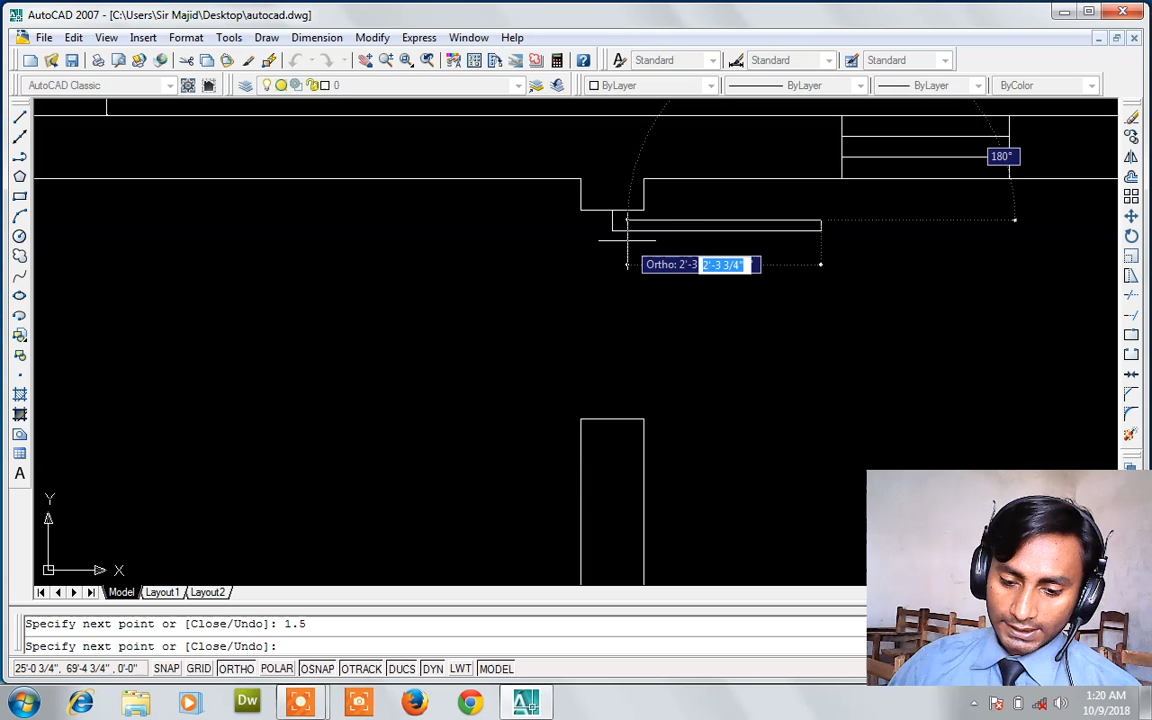 AutoCAD 2007 - [C:\Users\Sir Majid\Desktop\autocad.dwg]
File Edit View Insert Format Tools Draw Dimension Modify Express Window Help
Standard Standard Standard
AutoCAD Classic 0 ByLayer ByLayer ByLayer ByColor
180°
Ortho: 2'-3 2'-3 3/4"
Dw
A
Y
X
Model Layout1 Layout2
Specify next point or [Close/Undo]: 1.5
Specify next point or [Close/Undo]:
25'-0 3/4", 69'-4 3/4", 0'-0" SNAP GRID ORTHO POLAR OSNAP OTRACK DUCS DYN LWT MODEL
1:20 AM
10/9/2018